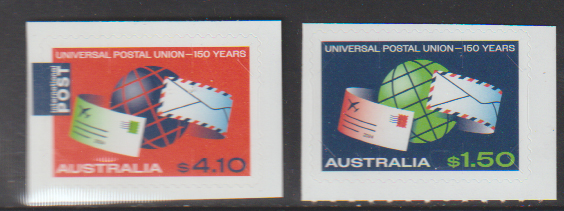 UNIVERSAL POSTAL UNION—150 YEARS
International
POST
AUSTRALIA
$4.10
UNIVERSAL POSTAL UNION—150 YEARS
AUSTRALIA
$1.50